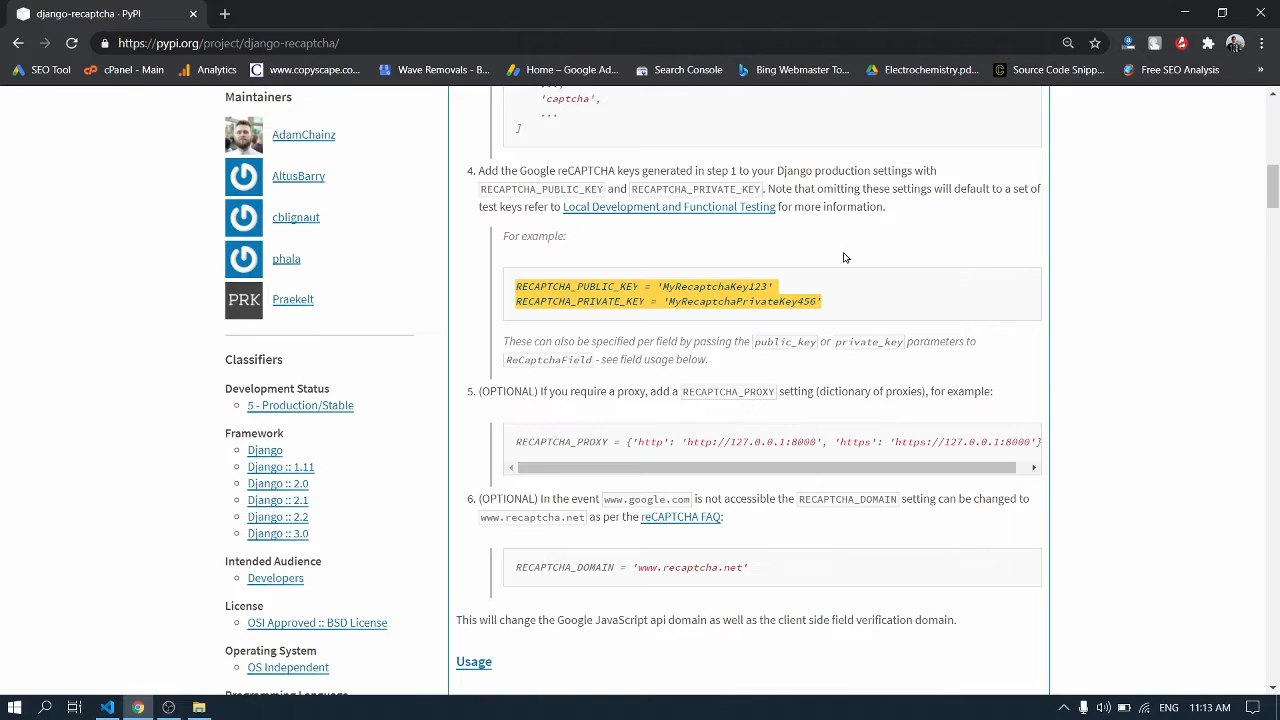 django-recaptcha · PyPI
https://pypi.org/project/django-recaptcha/
SEO Tool
cPanel - Main
Analytics
www.copyscape.co...
Wave Removals - B...
Home – Google Ad...
Search Console
Bing Webmaster To...
Electrochemistry.pd...
Source Code Snipp...
Free SEO Analysis
»
Maintainers
AdamChainz
AltusBarry
cblignaut
phala
PRK
Praekelt
Classifiers
Development Status
5 - Production/Stable
Framework
Django
Django :: 1.11
Django :: 2.0
Django :: 2.1
Django :: 2.2
Django :: 3.0
Intended Audience
Developers
License
OSI Approved :: BSD License
Operating System
OS Independent
'captcha',
...
]
4. Add the Google reCAPTCHA keys generated in step 1 to your Django production settings with
RECAPTCHA_PUBLIC_KEY and RECAPTCHA_PRIVATE_KEY. Note that omitting these settings will default to a set of
test keys refer to Local Development and Functional Testing for more information.
For example:
RECAPTCHA_PUBLIC_KEY = 'MyRecaptchaKey123'
RECAPTCHA_PRIVATE_KEY = 'MyRecaptchaPrivateKey456'
These can also be specified per field by passing the public_key or private_key parameters to
ReCaptchaField - see field usage below.
5. (OPTIONAL) If you require a proxy, add a RECAPTCHA_PROXY setting (dictionary of proxies), for example:
RECAPTCHA_PROXY = {'http': 'http://127.0.0.1:8000', 'https': 'https://127.0.0.1:8000'}
6. (OPTIONAL) In the event www.google.com is not accessible the RECAPTCHA_DOMAIN setting can be changed to
www.recaptcha.net as per the reCAPTCHA FAQ:
RECAPTCHA_DOMAIN = 'www.recaptcha.net'
This will change the Google JavaScript api domain as well as the client side field verification domain.
Usage
ENG
11:13 AM